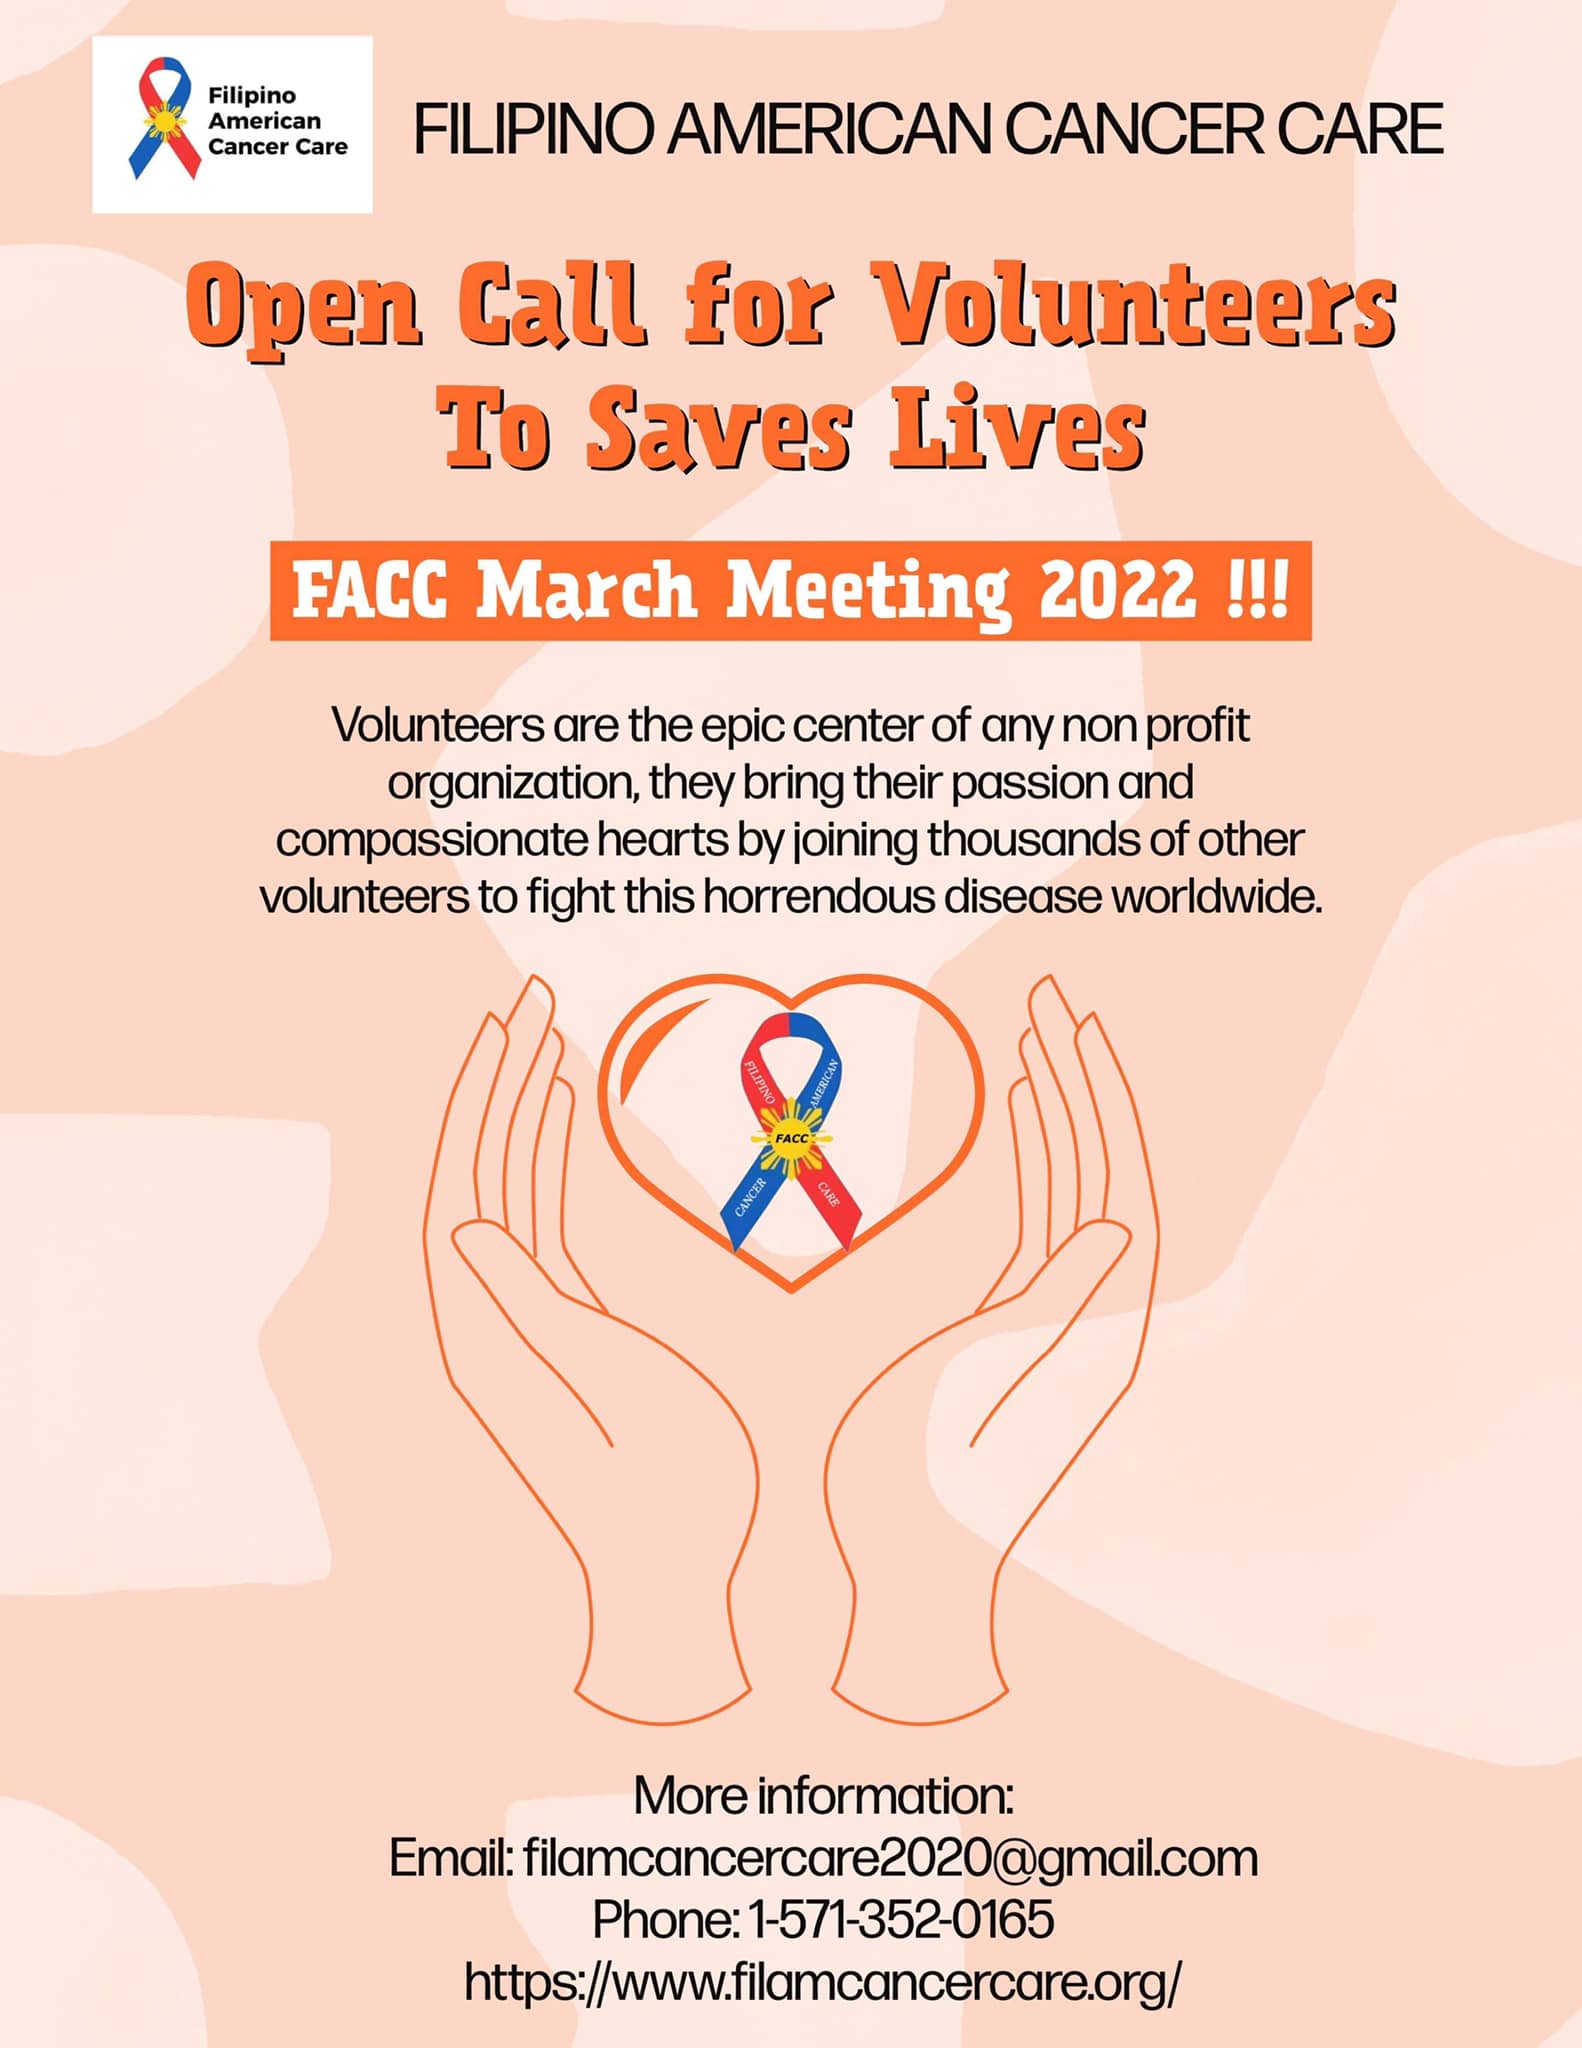 Filipino
American
Cancer Care
FILIPINO AMERICAN CANCER CARE
Open Call for Volunteers
To Saves Lives
FACC March Meeting 2022 !!!
Volunteers are the epic center of any non profit
organization, they bring their passion and
compassionate hearts by joining thousands of other
volunteers to fight this horrendous disease worldwide.
FILIPINO
AMERICAN
FACC
CANCER
CARE
More information:
Email: filamcancercare2020@gmail.com
Phone: 1-571-352-0165
https://www.filamcancercare.org/